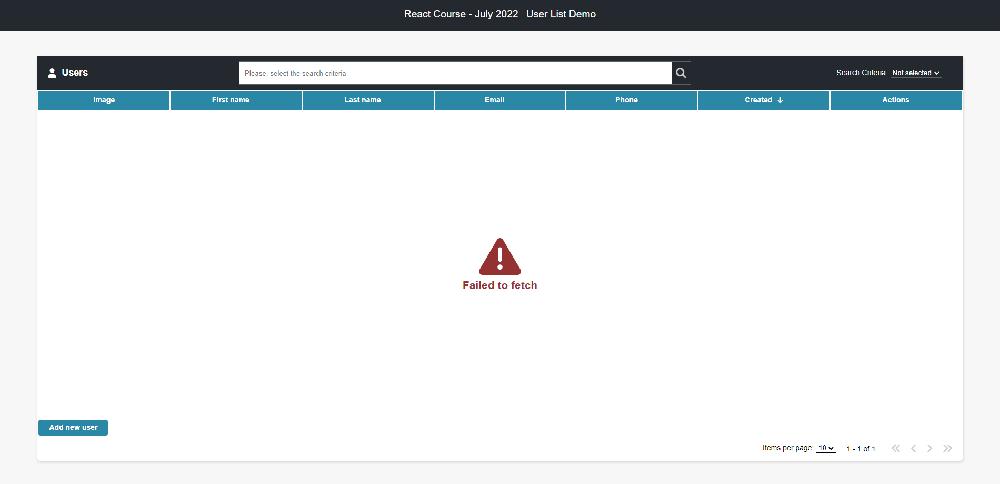 React Course - July 2022 User List Demo
Users
Please, select the search criteria
Search Criteria: Not selected
Image First name Last name Email Phone Created Actions
Failed to fetch
Add new user
Items per page: 10 1 - 1 of 1